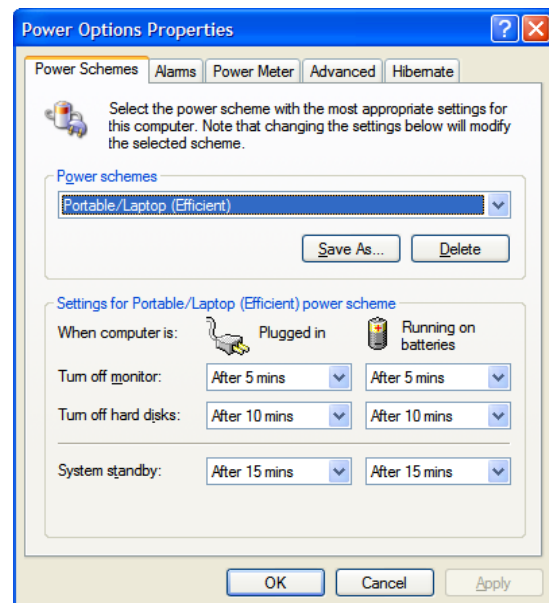 Power Options Properties
Power Schemes Alarms Power Meter Advanced Hibernate
Select the power scheme with the most appropriate settings for
this computer. Note that changing the settings below will modify
the selected scheme.
Power schemes
Portable/Laptop (Efficient)
Save As... Delete
Settings for Portable/Laptop (Efficient) power scheme
When computer is: Plugged in Running on
batteries
Turn off monitor: After 5 mins After 5 mins
Turn off hard disks: After 10 mins After 10 mins
System standby: After 15 mins After 15 mins
OK Cancel Apply